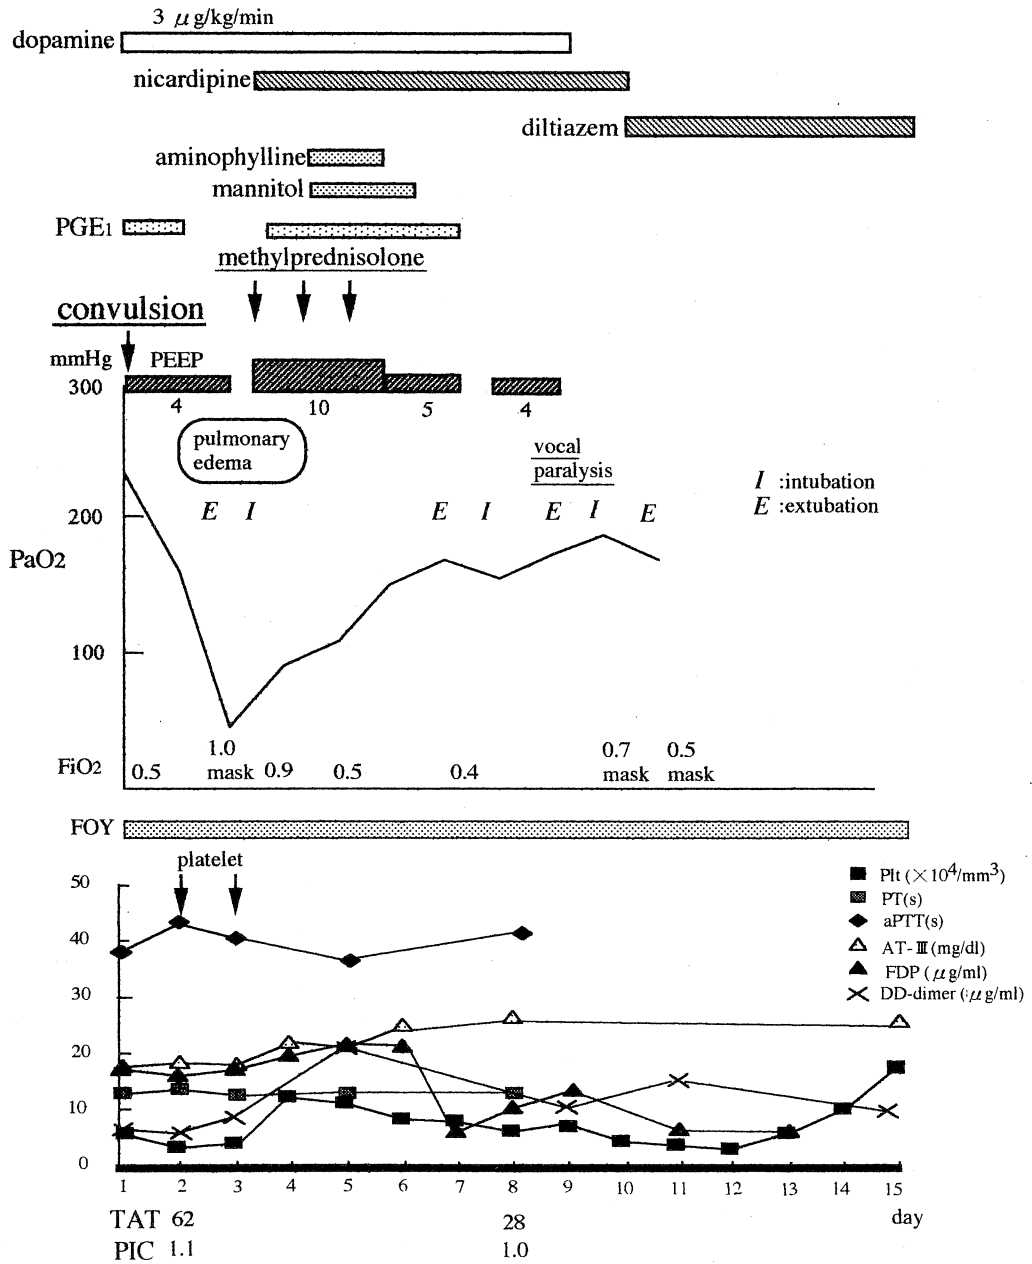 3 μg/kg/min
dopamine
nicardipine
diltiazem
aminophylline
mannitol
PGE1
methylprednisolone
convulsion
mmHg PEEP
300
4 10 5 4
pulmonary
edema
vocal
paralysis
I :intubation
E :extubation
E I E I E I E
200
PaO2
100
FiO2 0.5 1.0 mask 0.9 0.5 0.4 0.7 mask 0.5 mask
FOY
platelet
50
40
30
20
10
0
Plt (×10⁴/mm³)
PT(s)
aPTT(s)
AT-Ⅲ (mg/dl)
FDP (μg/ml)
DD-dimer (:μg/ml)
1 2 3 4 5 6 7 8 9 10 11 12 13 14 15
day
TAT 62 28
PIC 1.1 1.0